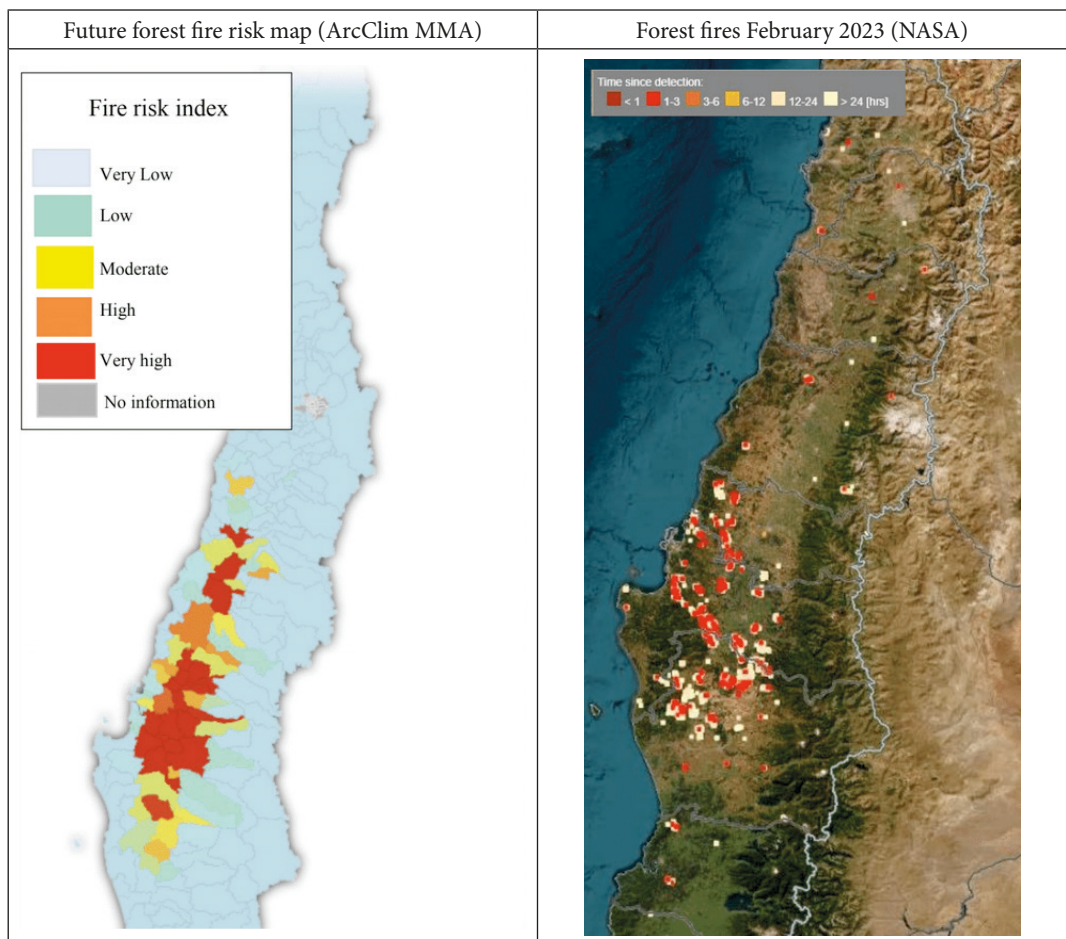 Future forest fire risk map (ArcClim MMA)
Forest fires February 2023 (NASA)
Fire risk index
Very Low
Low
Moderate
High
Very high
No information
Time since detection:
< 1 1-3 3-6 6-12 12-24 > 24 [hrs]